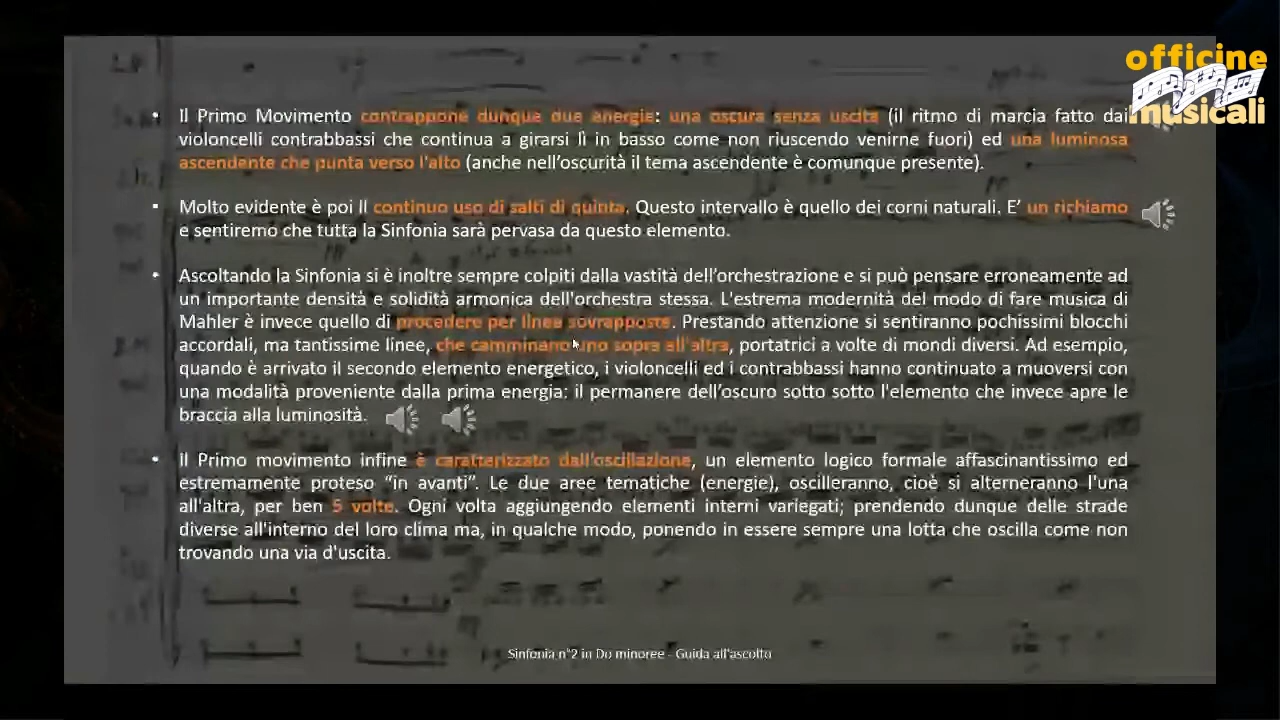 officine
musicali
• Il Primo Movimento contrappone dunque due energie: una oscura senza uscita (il ritmo di marcia fatto dai
violoncelli contrabbassi che continua a girarsi lì in basso come non riuscendo venirne fuori) ed una luminosa
ascendente che punta verso l'alto (anche nell'oscurità il tema ascendente è comunque presente).
▪ Molto evidente è poi Il continuo uso di salti di quinta. Questo intervallo è quello dei corni naturali. E' un richiamo
e sentiremo che tutta la Sinfonia sarà pervasa da questo elemento.
• Ascoltando la Sinfonia si è inoltre sempre colpiti dalla vastità dell'orchestrazione e si può pensare erroneamente ad
un importante densità e solidità armonica dell'orchestra stessa. L'estrema modernità del modo di fare musica di
Mahler è invece quello di procedere per linee sovrapposte. Prestando attenzione si sentiranno pochissimi blocchi
accordali, ma tantissime linee, che camminano uno sopra all'altra, portatrici a volte di mondi diversi. Ad esempio,
quando è arrivato il secondo elemento energetico, i violoncelli ed i contrabbassi hanno continuato a muoversi con
una modalità proveniente dalla prima energia: il permanere dell'oscuro sotto sotto l'elemento che invece apre le
braccia alla luminosità.
• Il Primo movimento infine è caratterizzato dall'oscillazione, un elemento logico formale affascinantissimo ed
estremamente proteso “in avanti”. Le due aree tematiche (energie), oscilleranno, cioè si alterneranno l'una
all'altra, per ben 5 volte. Ogni volta aggiungendo elementi interni variegati; prendendo dunque delle strade
diverse all'interno del loro clima ma, in qualche modo, ponendo in essere sempre una lotta che oscilla come non
trovando una via d'uscita.
Sinfonia n°2 in Do minoree - Guida all'ascolto